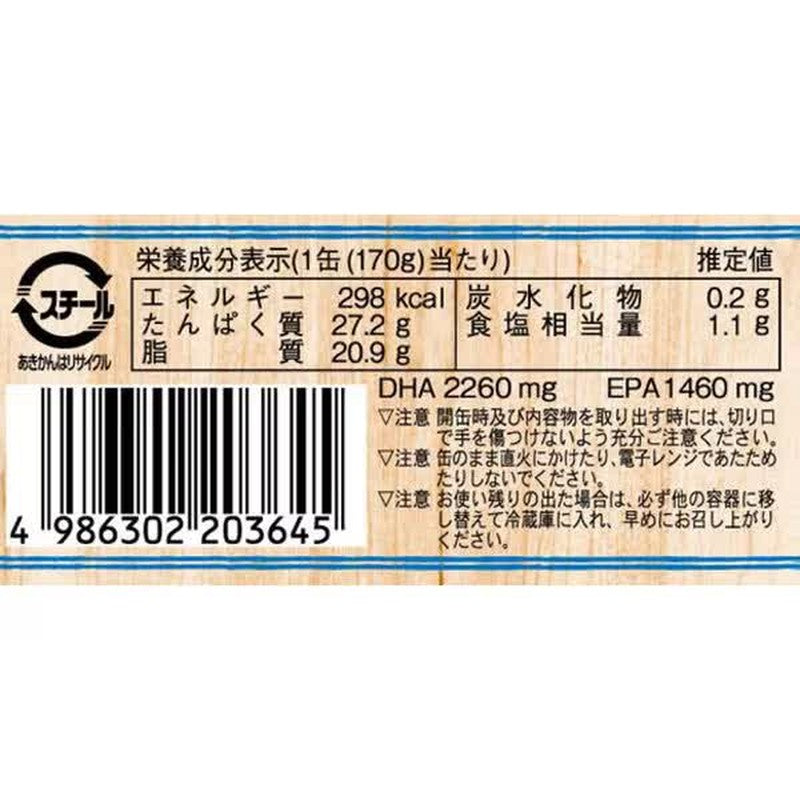 栄養成分表示(1缶(170g)当たり) 推定値
スチール
あきかんはリサイクル
エネルギー 298 kcal 炭水化物 0.2 g
たんぱく質 27.2 g 食塩相当量 1.1 g
脂質 20.9 g
DHA 2260 mg EPA 1460 mg
▽注意 開缶時及び内容物を取り出す時には、切り口
で手を傷つけないよう充分ご注意ください。
▽注意 缶のまま直火にかけたり、電子レンジであたため
たりしないでください。
▽注意 お使い残りの出た場合は、必ず他の容器に移
し替えて冷蔵庫に入れ、早めにお召し上がり
ください。
4 986302 203645